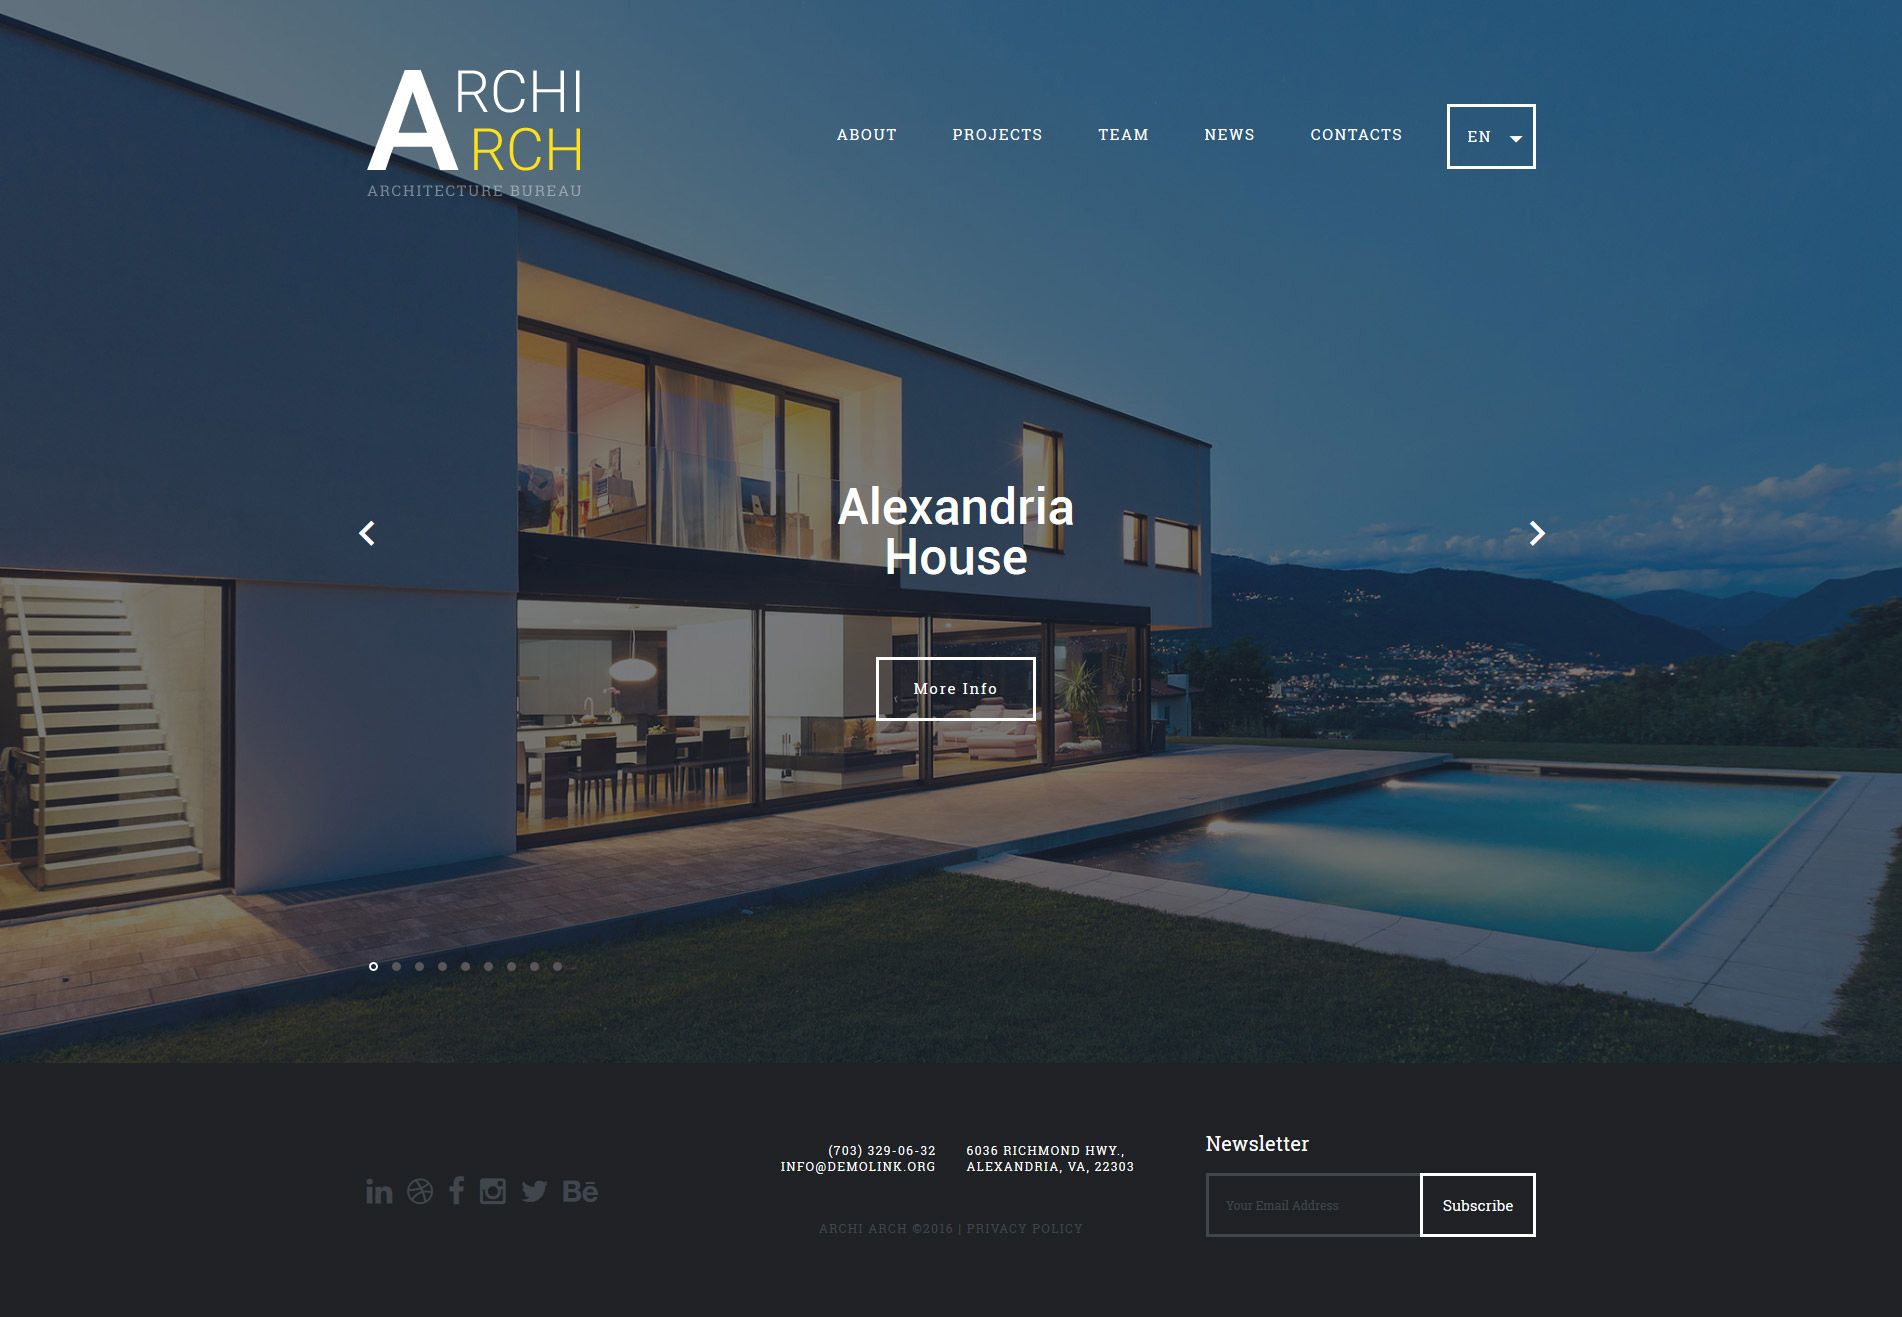 ARCHI
ARCH
ARCHITECTURE BUREAU
ABOUT
PROJECTS
TEAM
NEWS
CONTACTS
EN
Alexandria
House
More Info
(703) 329-06-32
INFO@DEMOLINK.ORG
6036 RICHMOND HWY.,
ALEXANDRIA, VA, 22303
ARCHI ARCH ©2016 | PRIVACY POLICY
Newsletter
Your Email Address
Subscribe
in
f
Bē